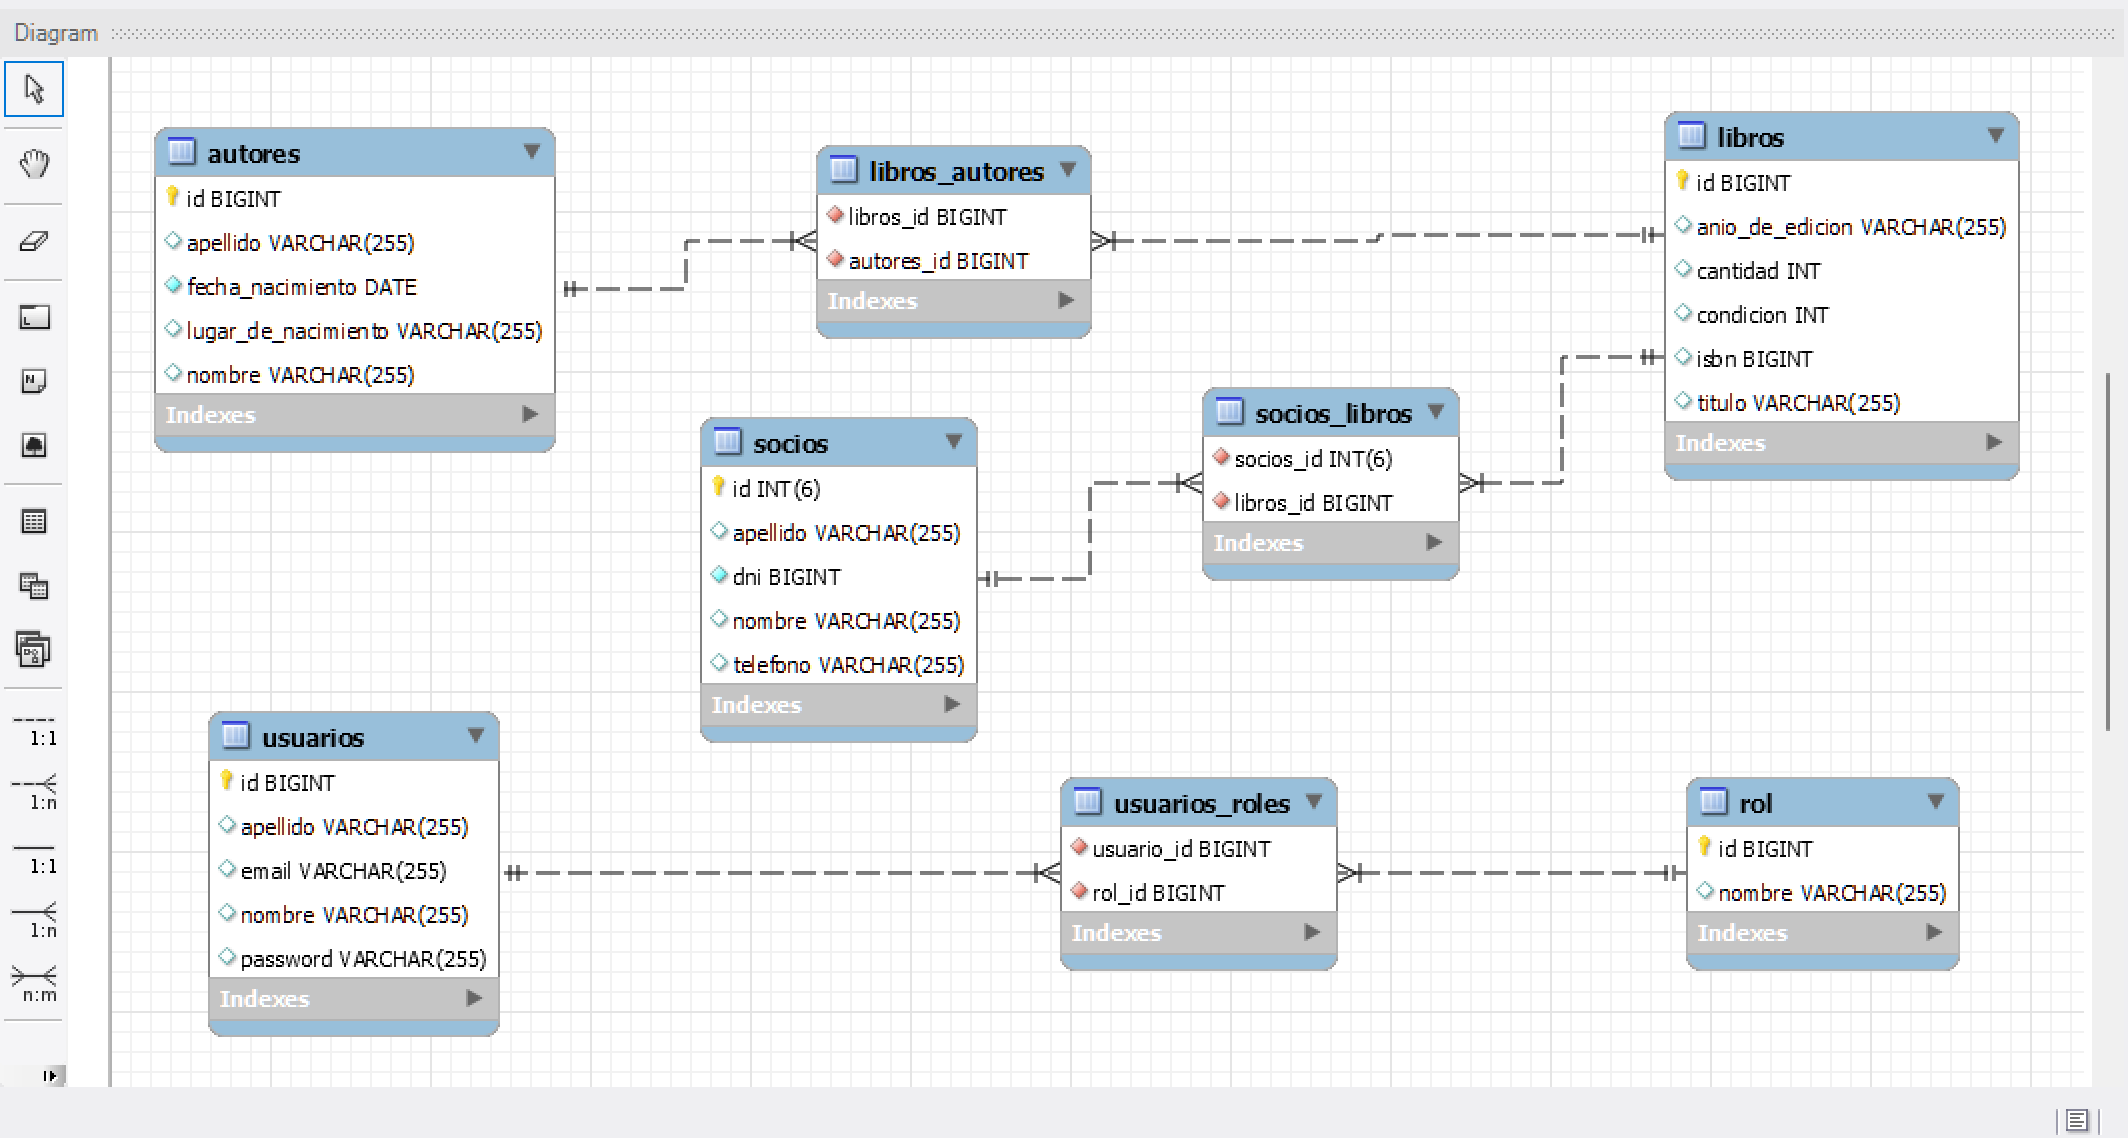 Diagram
autores
id BIGINT
apellido VARCHAR(255)
fecha_nacimiento DATE
lugar_de_nacimiento VARCHAR(255)
nombre VARCHAR(255)
Indexes
libros_autores
libros_id BIGINT
autores_id BIGINT
Indexes
libros
id BIGINT
anio_de_edicion VARCHAR(255)
cantidad INT
condicion INT
isbn BIGINT
titulo VARCHAR(255)
Indexes
socios
id INT(6)
apellido VARCHAR(255)
dni BIGINT
nombre VARCHAR(255)
telefono VARCHAR(255)
Indexes
socios_libros
socios_id INT(6)
libros_id BIGINT
Indexes
usuarios
id BIGINT
apellido VARCHAR(255)
email VARCHAR(255)
nombre VARCHAR(255)
password VARCHAR(255)
Indexes
usuarios_roles
usuario_id BIGINT
rol_id BIGINT
Indexes
rol
id BIGINT
nombre VARCHAR(255)
Indexes
1:1
1:n
1:1
1:n
n:m